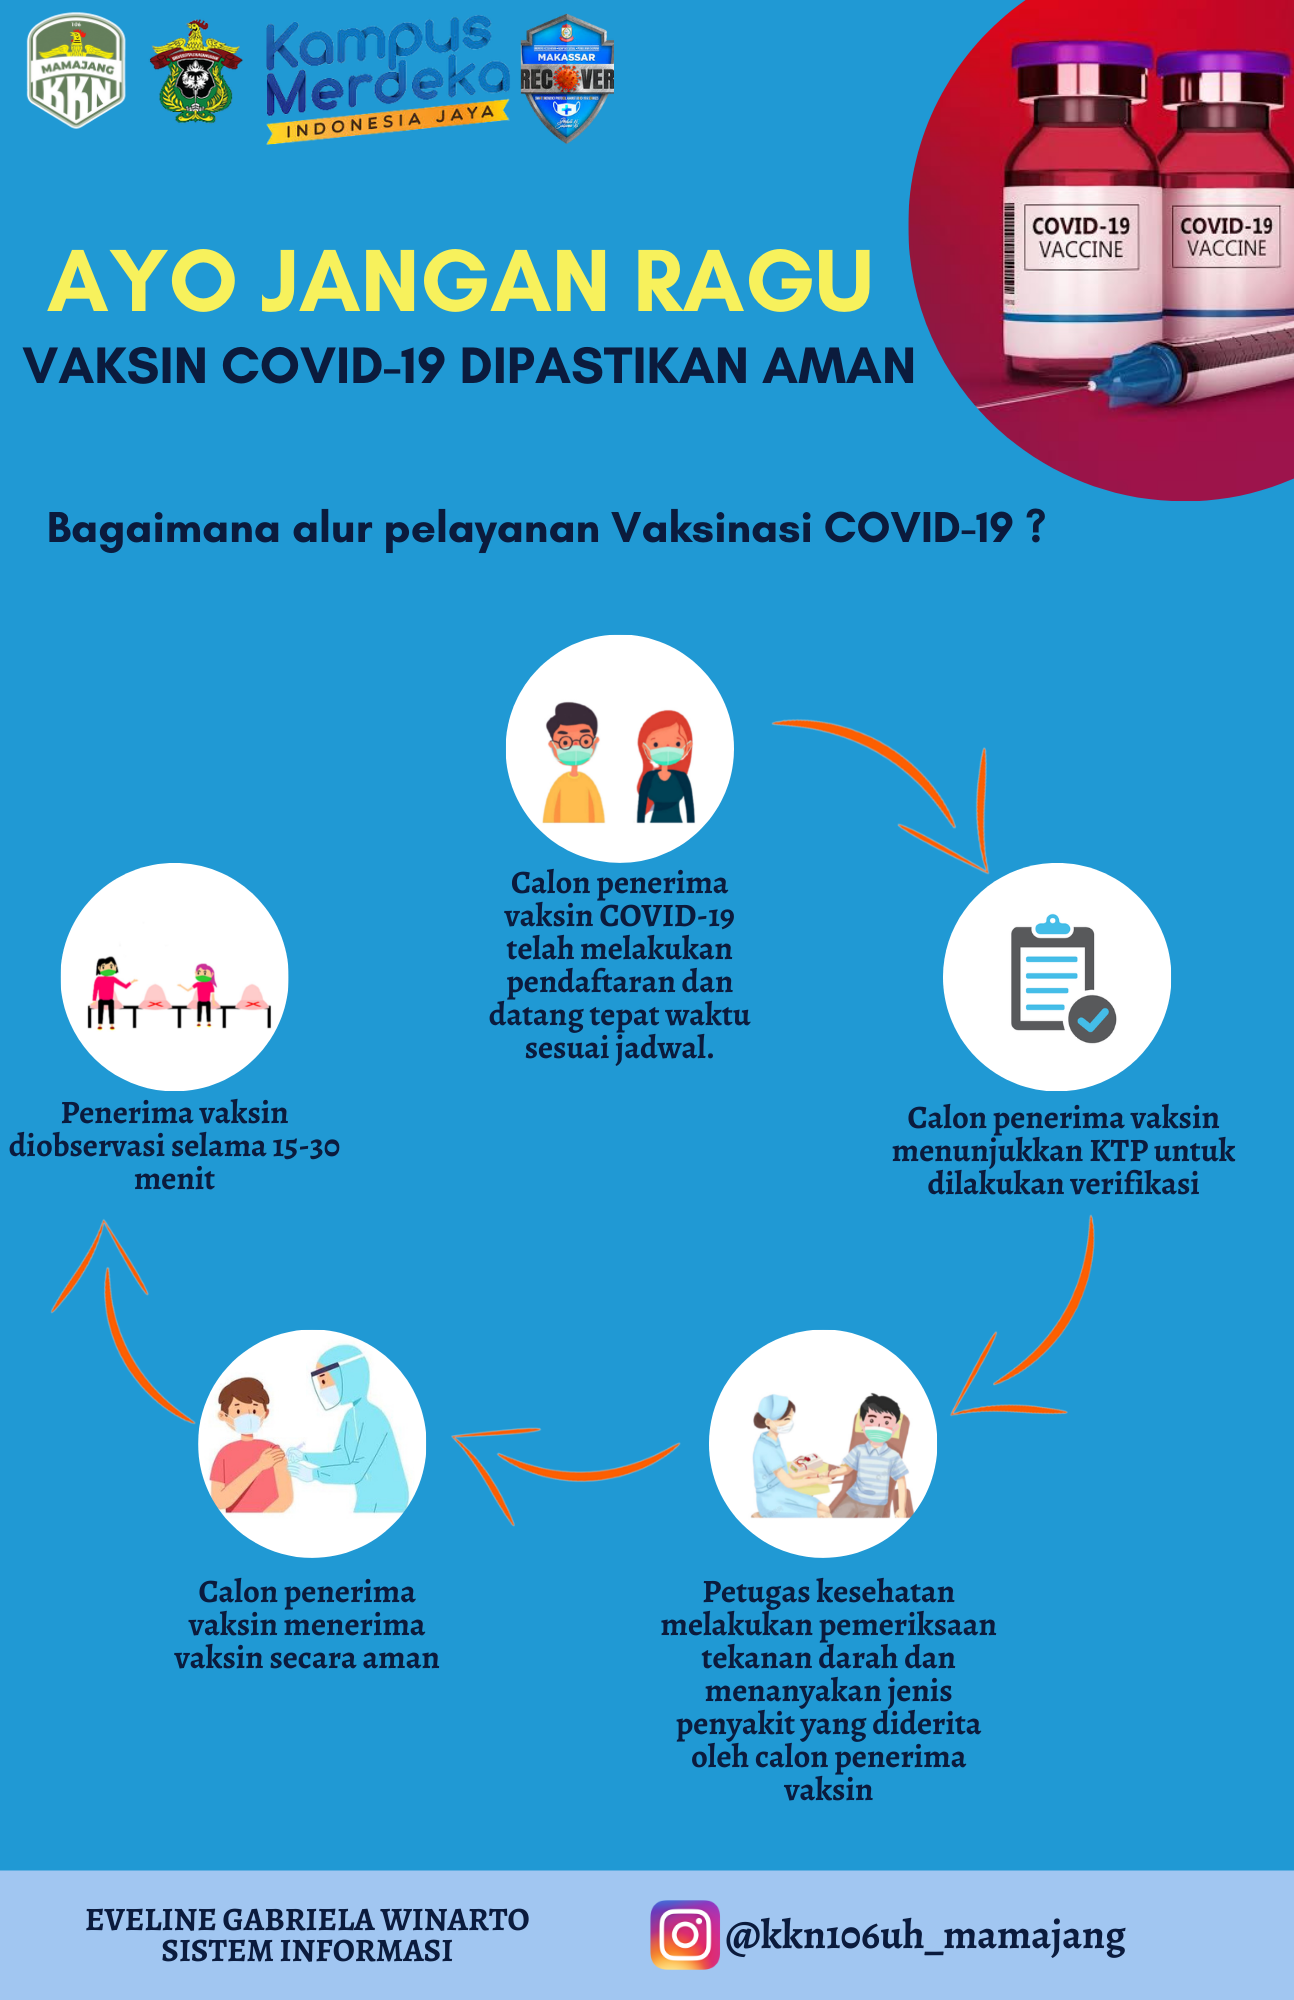 106
MAMAJANG
KKN
Kampus
Merdeka
INDONESIA JAYA
MAKASSAR
RECOVER
AYO JANGAN RAGU
VAKSIN COVID-19 DIPASTIKAN AMAN
COVID-19
VACCINE
COVID-19
VACCINE
Bagaimana alur pelayanan Vaksinasi COVID-19 ?
Calon penerima
vaksin COVID-19
telah melakukan
pendaftaran dan
datang tepat waktu
sesuai jadwal.
Calon penerima vaksin
menunjukkan KTP untuk
dilakukan verifikasi
Petugas kesehatan
melakukan pemeriksaan
tekanan darah dan
menanyakan jenis
penyakit yang diderita
oleh calon penerima
vaksin
Calon penerima
vaksin menerima
vaksin secara aman
Penerima vaksin
diobservasi selama 15-30
menit
EVELINE GABRIELA WINARTO
SISTEM INFORMASI
@kkn106uh_mamajang